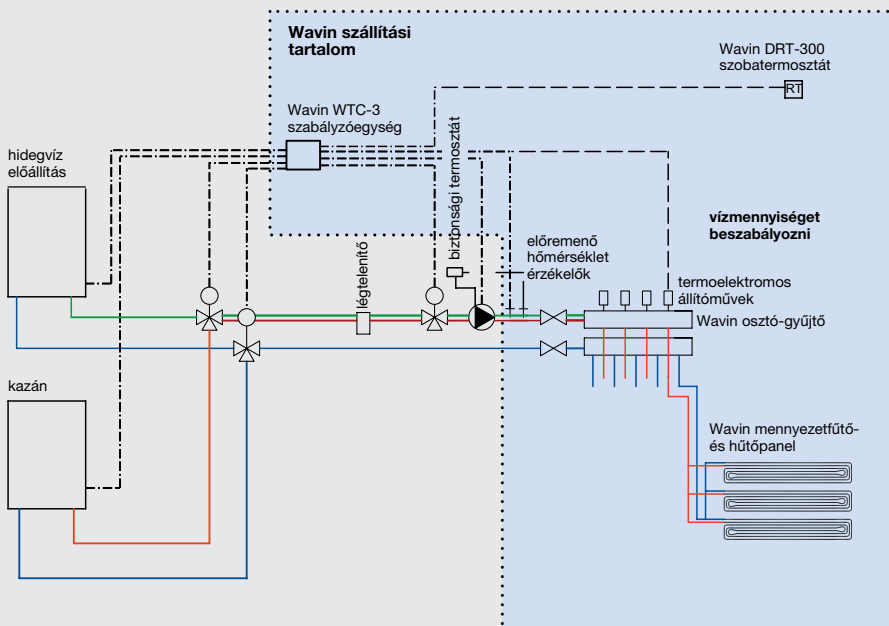 Wavin szállítási
tartalom
Wavin DRT-300
szobatermosztát
RT
Wavin WTC-3
szabályzóegység
hidegvíz
előállítás
biztonsági termosztát
vízmennyiséget
beszabályozni
előremenő
hőmérséklet
érzékelők
légtelenítő
termoelektromos
állítóművek
Wavin osztó-gyűjtő
kazán
Wavin mennyezetfűtő-
és hűtőpanel